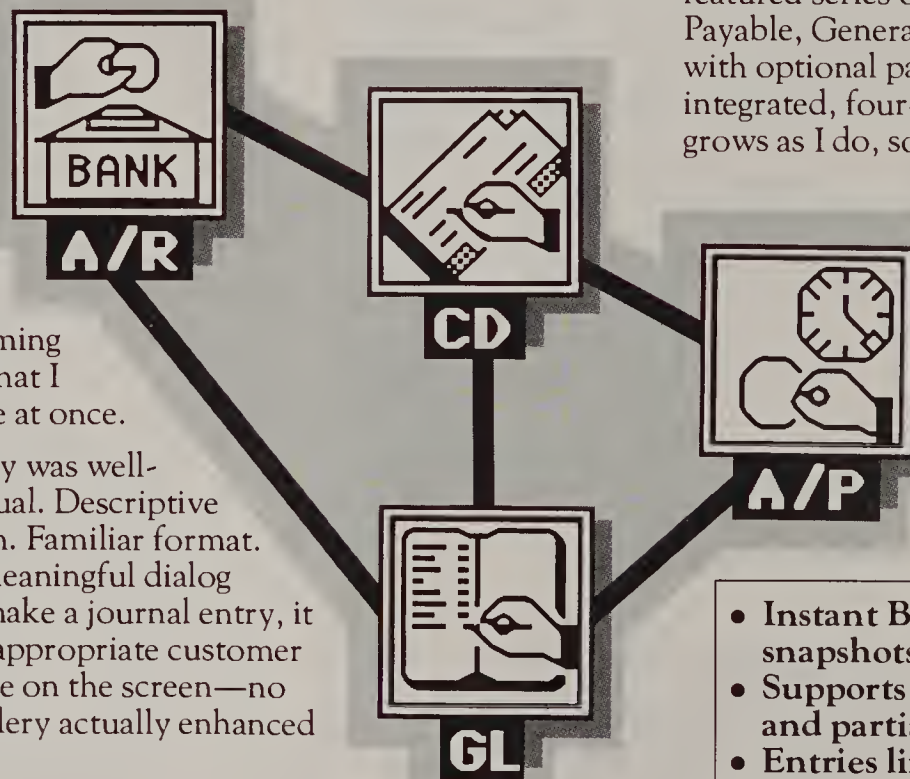 featured series o
Payable, Genera
with optional pa
integrated, four-
grows as I do, so
BANK
A/R
CD
A/P
GL
ming
hat I
e at once.
y was well-
ual. Descriptive
n. Familiar format.
eaningful dialog
nake a journal entry, it
appropriate customer
e on the screen—no
lery actually enhanced
• Instant B
snapshots
• Supports
and partia
• Entries li